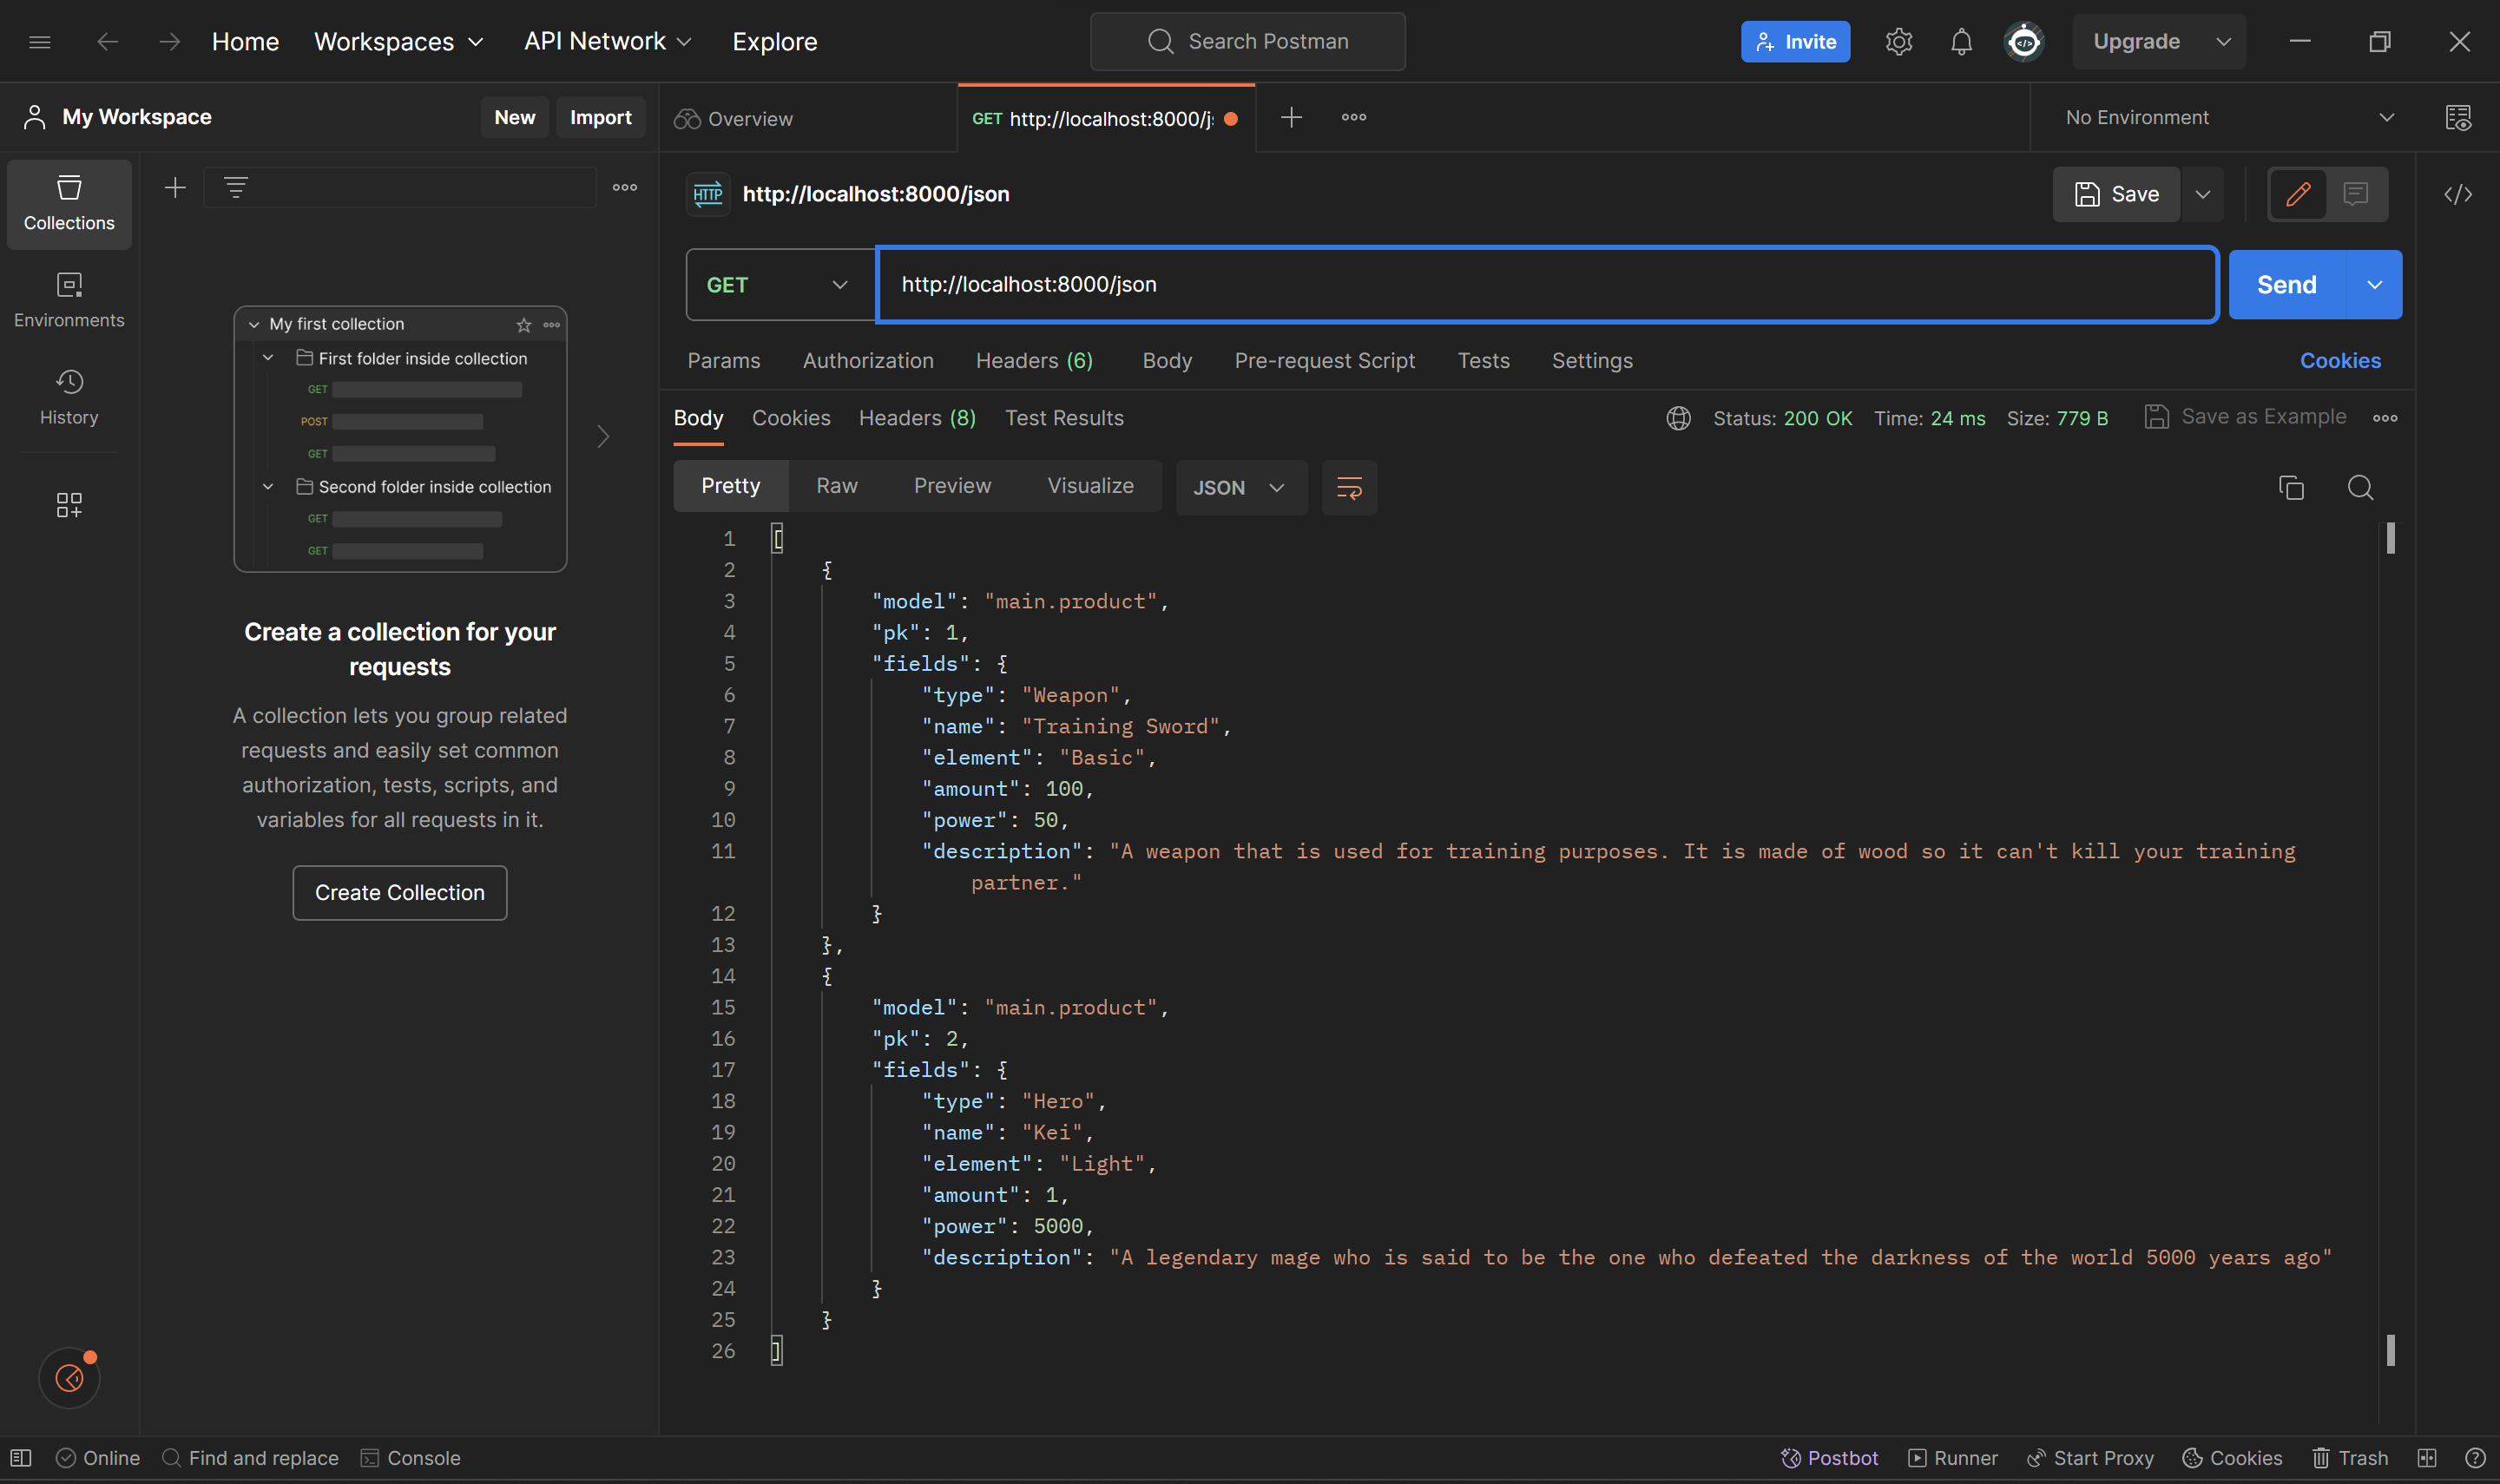 Home Workspaces API Network Explore Search Postman Invite Upgrade
My Workspace New Import Overview GET http://localhost:8000/j No Environment
Collections
Environments
History
My first collection
First folder inside collection
GET
POST
GET
Second folder inside collection
GET
GET
Create a collection for your
requests
A collection lets you group related
requests and easily set common
authorization, tests, scripts, and
variables for all requests in it.
Create Collection
HTTP http://localhost:8000/json Save
GET http://localhost:8000/json Send
Params Authorization Headers (6) Body Pre-request Script Tests Settings Cookies
Body Cookies Headers (8) Test Results Status: 200 OK Time: 24 ms Size: 779 B Save as Example
Pretty Raw Preview Visualize JSON
1 [
2 {
3 "model": "main.product",
4 "pk": 1,
5 "fields": {
6 "type": "Weapon",
7 "name": "Training Sword",
8 "element": "Basic",
9 "amount": 100,
10 "power": 50,
11 "description": "A weapon that is used for training purposes. It is made of wood so it can't kill your training
partner."
12 }
13 },
14 {
15 "model": "main.product",
16 "pk": 2,
17 "fields": {
18 "type": "Hero",
19 "name": "Kei",
20 "element": "Light",
21 "amount": 1,
22 "power": 5000,
23 "description": "A legendary mage who is said to be the one who defeated the darkness of the world 5000 years ago"
24 }
25 }
26 ]
Online Find and replace Console Postbot Runner Start Proxy Cookies Trash